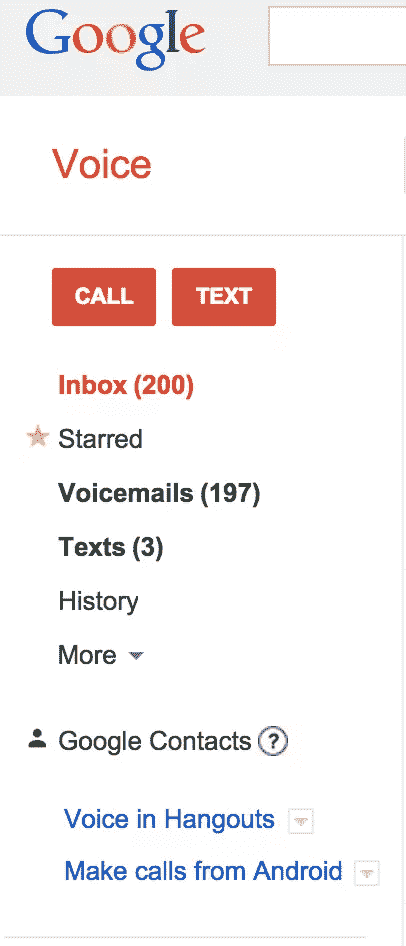 Google
Voice
CALL TEXT
Inbox (200)
Starred
Voicemails (197)
Texts (3)
History
More
Google Contacts ?
Voice in Hangouts
Make calls from Android